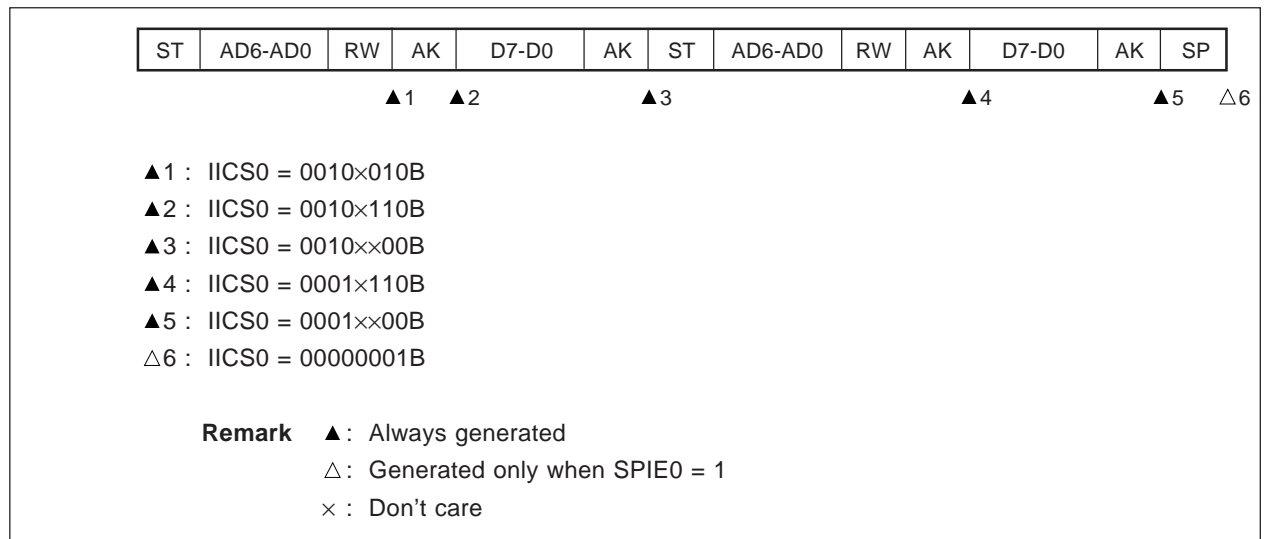 ST AD6-AD0 RW AK D7-D0 AK ST AD6-AD0 RW AK D7-D0 AK SP
▲1 ▲2 ▲3 ▲4 ▲5 △6
▲1 : IICS0 = 0010×010B
▲2 : IICS0 = 0010×110B
▲3 : IICS0 = 0010××00B
▲4 : IICS0 = 0001×110B
▲5 : IICS0 = 0001××00B
△6 : IICS0 = 00000001B
Remark ▲ : Always generated
△ : Generated only when SPIE0 = 1
× : Don't care